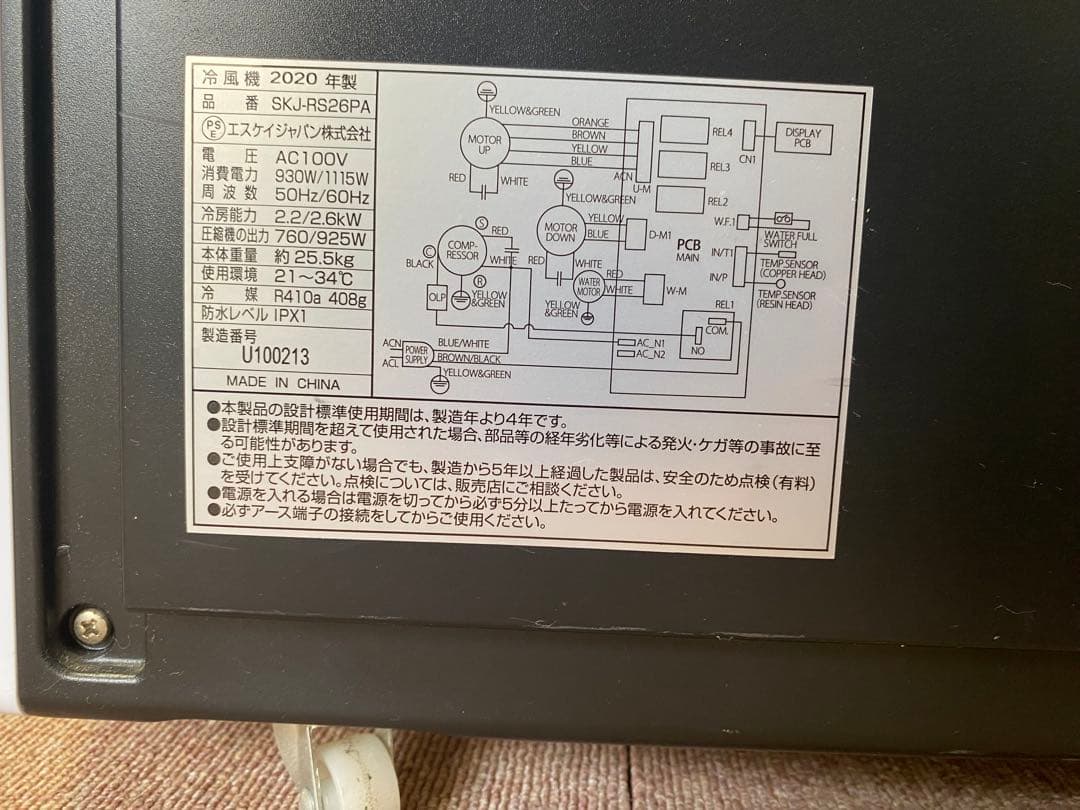 冷風機 2020 年製
品番 SKJ-RS26PA
PSE エスケイジャパン株式会社
電圧 AC100V
消費電力 930W/1115W
周波数 50Hz/60Hz
冷房能力 2.2/2.6kW
圧縮機の出力 760/925W
本体重量 約25.5kg
使用環境 21〜34℃
冷媒 R410a 408g
防水レベル IPX1
製造番号
U100213
MADE IN CHINA
YELLOW&GREEN
MOTOR UP
ORANGE
BROWN
YELLOW
BLUE
RED
WHITE
ACN
U-M
REL4
REL3
REL2
CN1
DISPLAY PCB
YELLOW&GREEN
MOTOR DOWN
YELLOW
BLUE
D-M1
RED
WHITE
WATER MOTOR
RED
WHITE
W-M
YELLOW &GREEN
PCB
MAIN
W.F.1
WATER FULL SWITCH
IN/T1
TEMP.SENSOR (COPPER HEAD)
IN/P
TEMP.SENSOR (RESIN HEAD)
REL1
COM.
NO
AC_N1
AC_N2
COMP-RESSOR
S
RED
WHITE
C
BLACK
R
YELLOW &GREEN
OLP
ACN
ACL
POWER SUPPLY
BLUE/WHITE
BROWN/BLACK
YELLOW&GREEN
●本製品の設計標準使用期間は、製造年より4年です。
●設計標準期間を超えて使用された場合、部品等の経年劣化等による発火・ケガ等の事故に至
る可能性があります。
●ご使用上支障がない場合でも、製造から5年以上経過した製品は、安全のため点検(有料)
を受けてください。点検については、販売店にご相談ください。
●電源を入れる場合は電源を切ってから必ず5分以上たってから電源を入れてください。
●必ずアース端子の接続をしてからご使用ください。